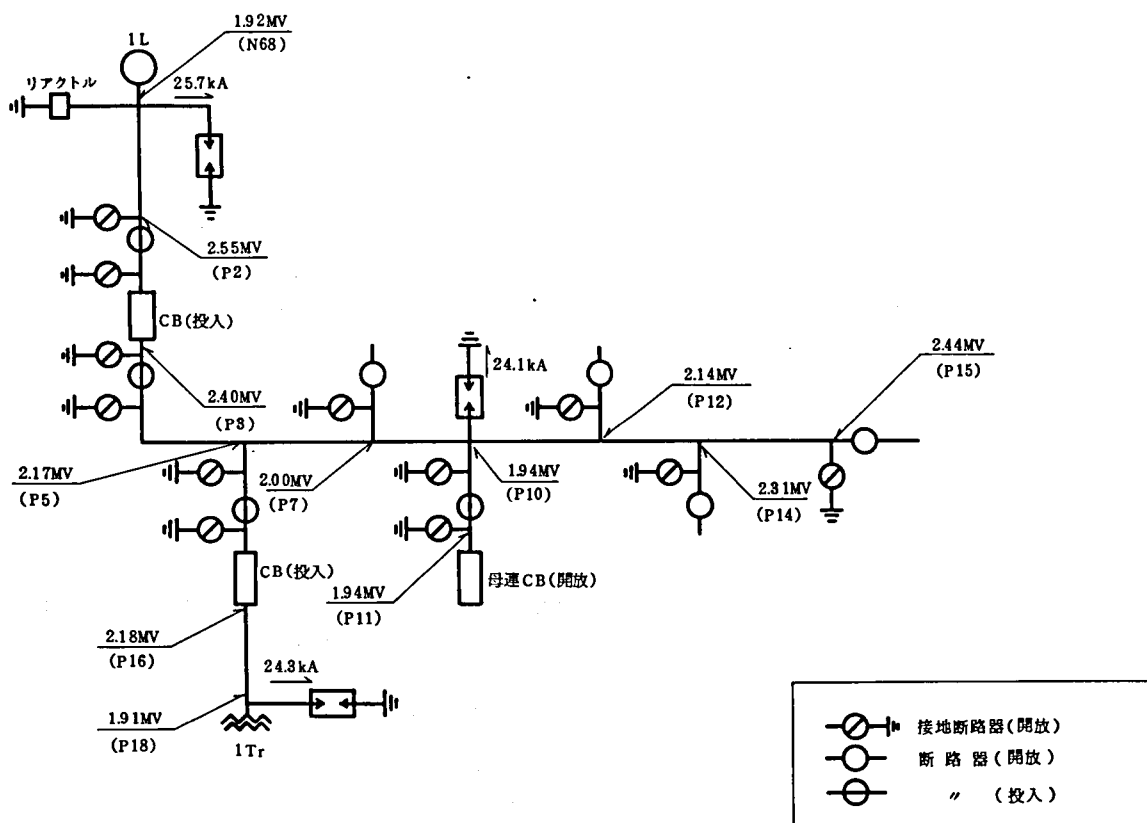 1.92MV
(N68)
1L
リアクトル
25.7kA
2.55MV
(P2)
CB(投入)
2.40MV
(P3)
24.1kA
2.44MV
(P15)
2.14MV
(P12)
2.17MV
(P5)
2.00MV
(P7)
1.94MV
(P10)
2.31MV
(P14)
CB(投入)
1.94MV
(P11)
母連CB(開放)
2.18MV
(P16)
24.3kA
1.91MV
(P18)
1Tr
接地断路器(開放)
断路器(開放)
〃 (投入)